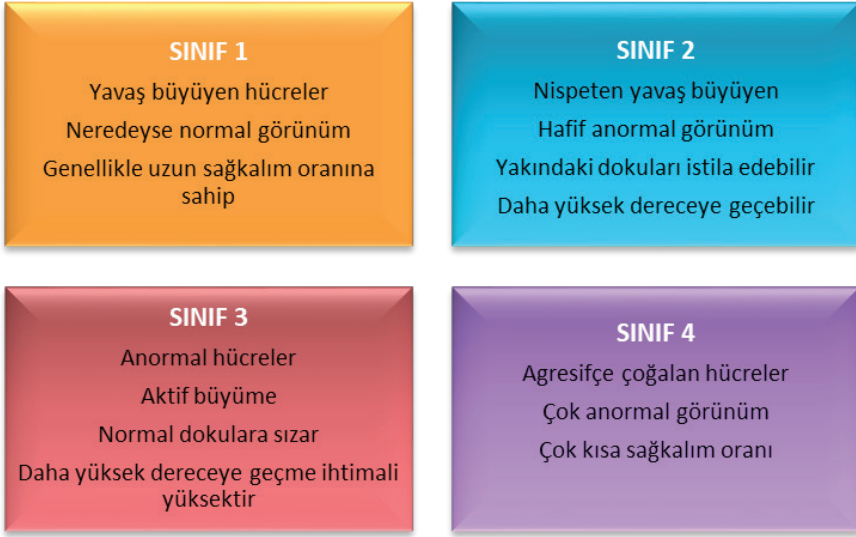 SINIF 1
Yavaş büyüyen hücreler
Neredeyse normal görünüm
Genellikle uzun sağkalım oranına
sahip
SINIF 2
Nispeten yavaş büyüyen
Hafif anormal görünüm
Yakındaki dokuları istila edebilir
Daha yüksek dereceye geçebilir
SINIF 3
Anormal hücreler
Aktif büyüme
Normal dokulara sızar
Daha yüksek dereceye geçme ihtimali
yüksektir
SINIF 4
Agresifçe çoğalan hücreler
Çok anormal görünüm
Çok kısa sağkalım oranı